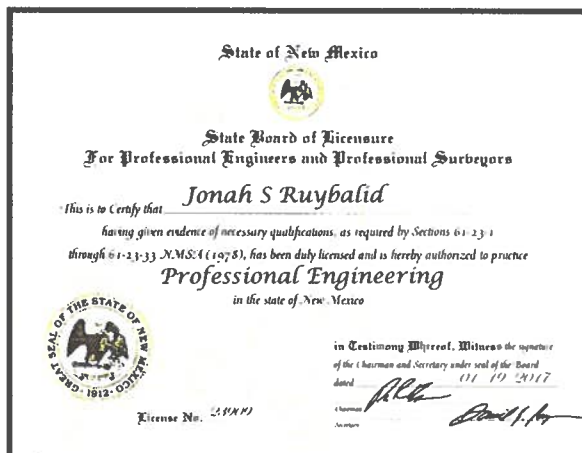 State of New Mexico
State Board of Licensure
For Professional Engineers and Professional Surveyors
This is to Certify that Jonah S Ruybalid
having given evidence of necessary qualifications, as required by Sections 61-23-1
through 61-23-33 NMSA (1978), has been duly licensed and is hereby authorized to practice
Professional Engineering
in the state of New Mexico
GREAT SEAL OF THE STATE OF NEW MEXICO
·1912·
License No. 23909
in Testimony Whereof, Witness the signature
of the Chairman and Secretary under seal of the Board
dated 01 19 2017
Chairman
Secretary